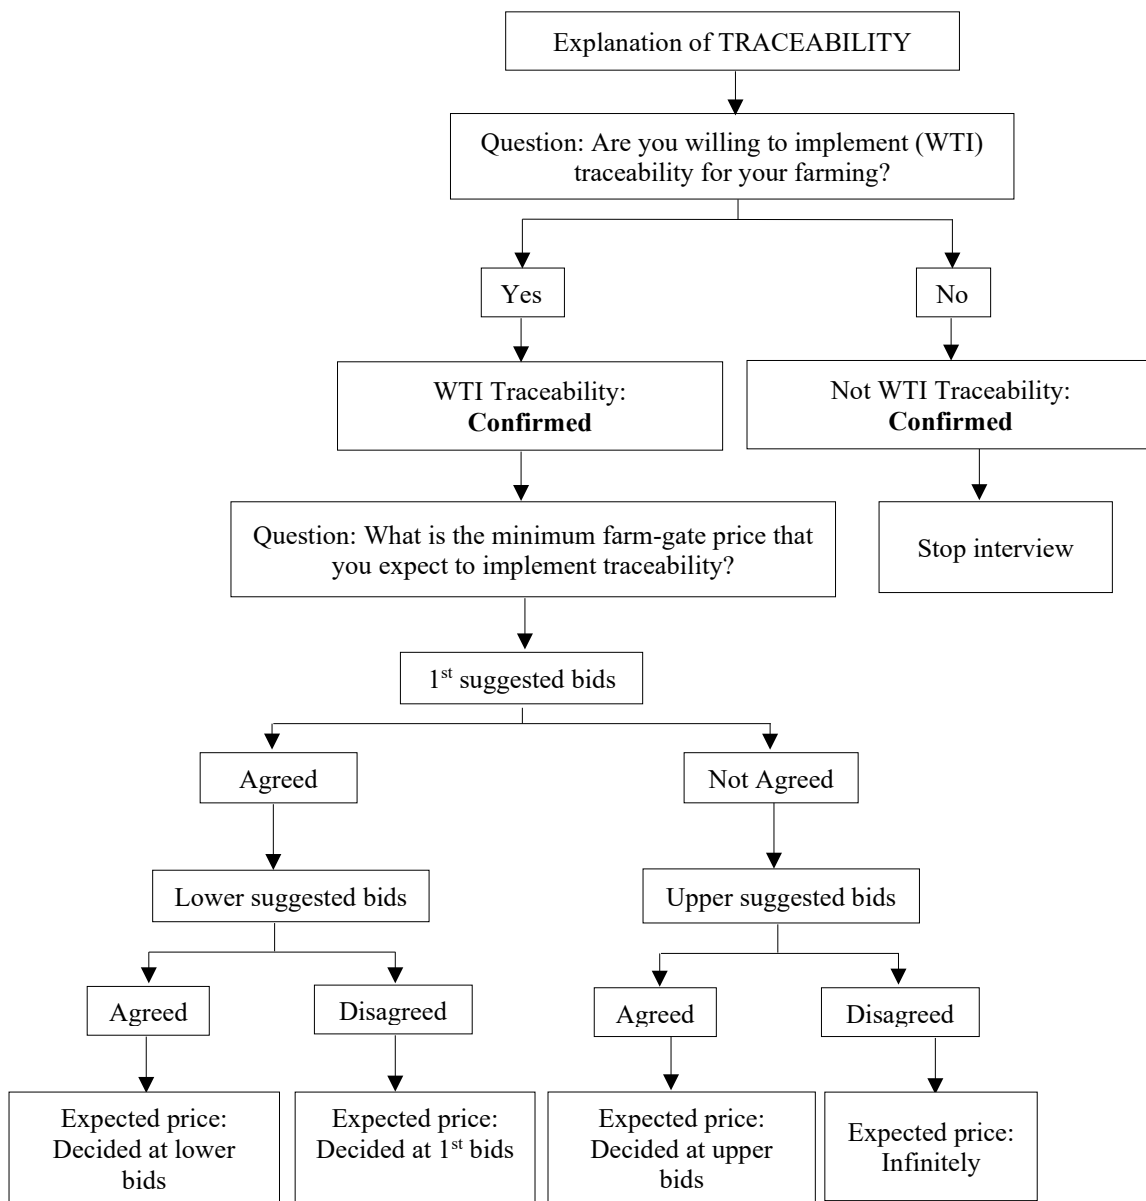 Explanation of TRACEABILITY
Question: Are you willing to implement (WTI)
traceability for your farming?
Yes
No
WTI Traceability:
Confirmed
Not WTI Traceability:
Confirmed
Question: What is the minimum farm-gate price that
you expect to implement traceability?
Stop interview
1st suggested bids
Agreed
Not Agreed
Lower suggested bids
Upper suggested bids
Agreed
Disagreed
Agreed
Disagreed
Expected price:
Decided at lower
bids
Expected price:
Decided at 1st bids
Expected price:
Decided at upper
bids
Expected price:
Infinitely